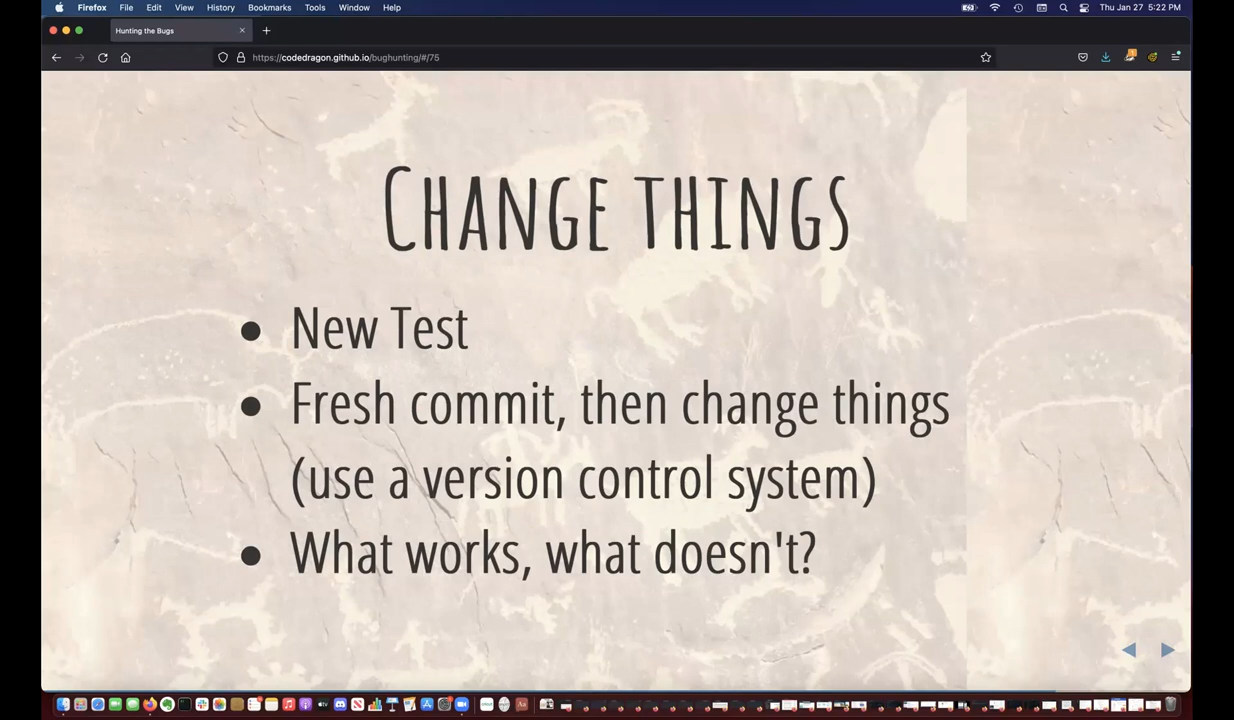 Firefox File Edit View History Bookmarks Tools Window Help Thu Jan 27 5:22 PM
Hunting the Bugs
https://codedragon.github.io/bughunting/#/75
CHANGE THINGS
New Test
Fresh commit, then change things
(use a version control system)
What works, what doesn't?